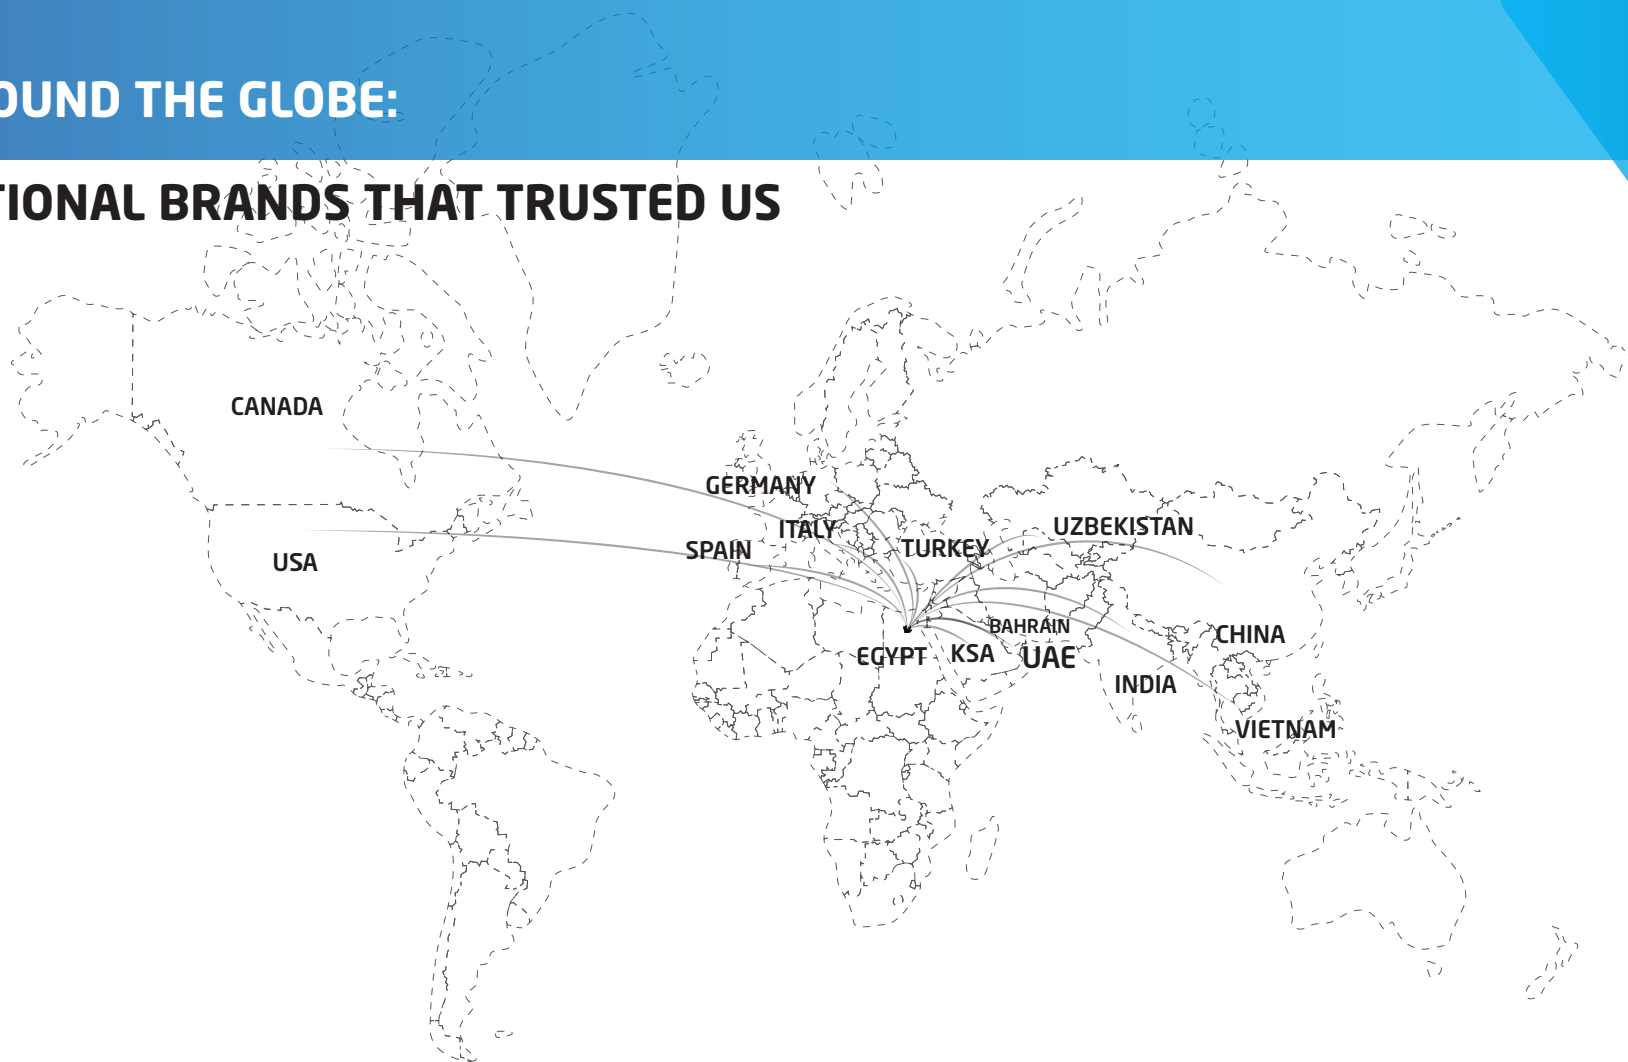 OUND THE GLOBE:
TIONAL BRANDS THAT TRUSTED US
CANADA
GERMANY
ITALY
UZBEKISTAN
SPAIN
TURKEY
USA
BAHRAIN
CHINA
EGYPT
KSA
UAE
INDIA
VIETNAM